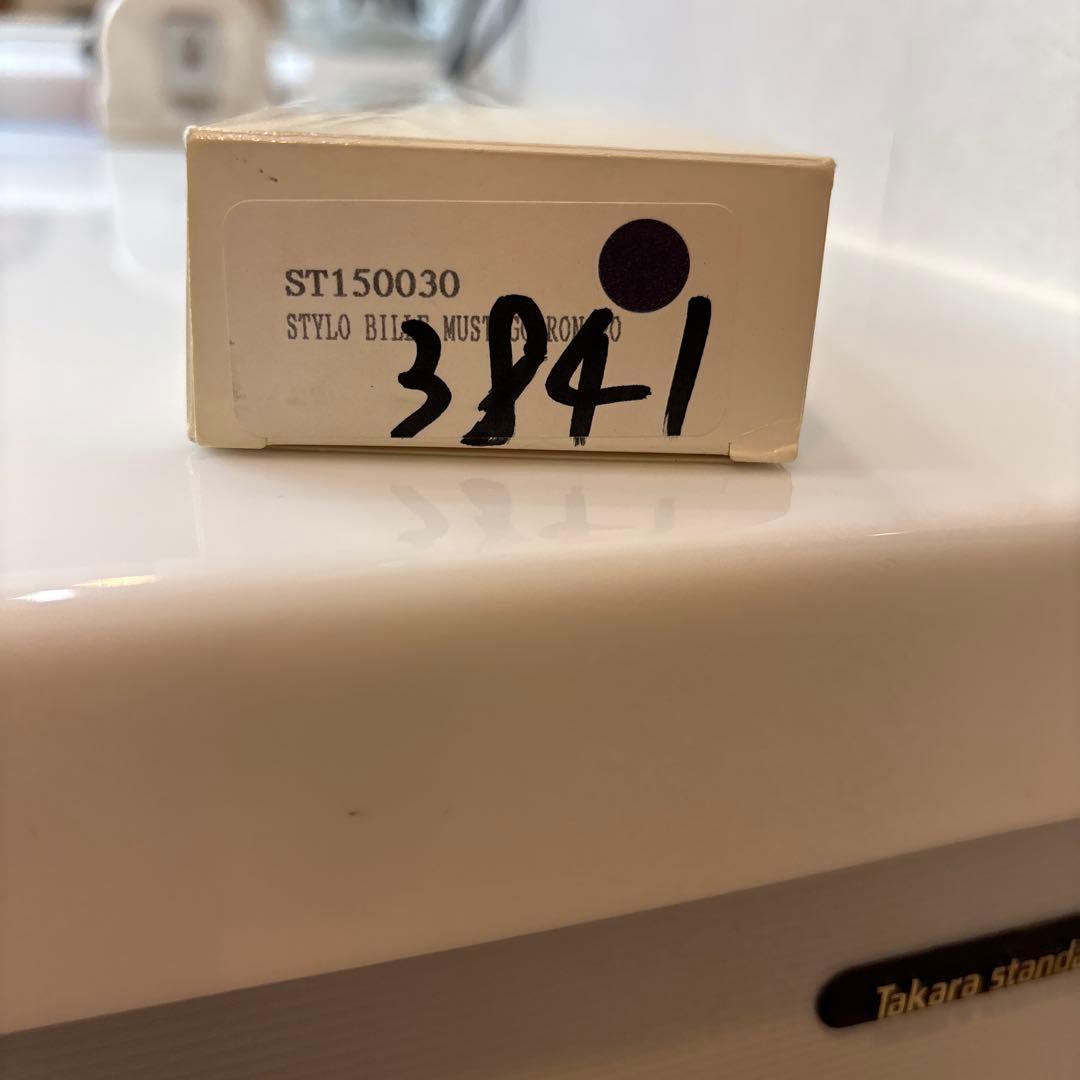 ST150030
STYLO BILLE MUST
3841
Takara standa